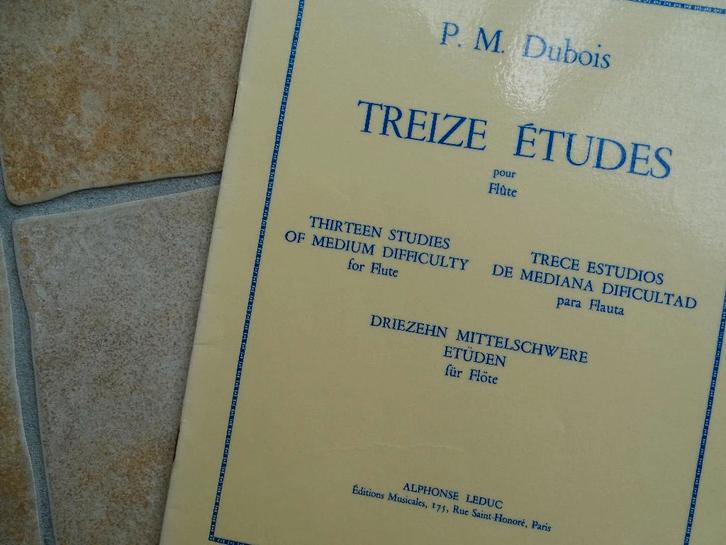 P. M. Dubois
TREIZE ÉTUDES
pour
Flûte
THIRTEEN STUDIES
OF MEDIUM DIFFICULTY
for Flute
TRECE ESTUDIOS
DE MEDIANA DIFICULTAD
para Flauta
DRIEZEHN MITTELSCHWERE
ETÜDEN
für Flöte
ALPHONSE LEDUC
Éditions Musicales, 175, Rue Saint-Honoré, Paris